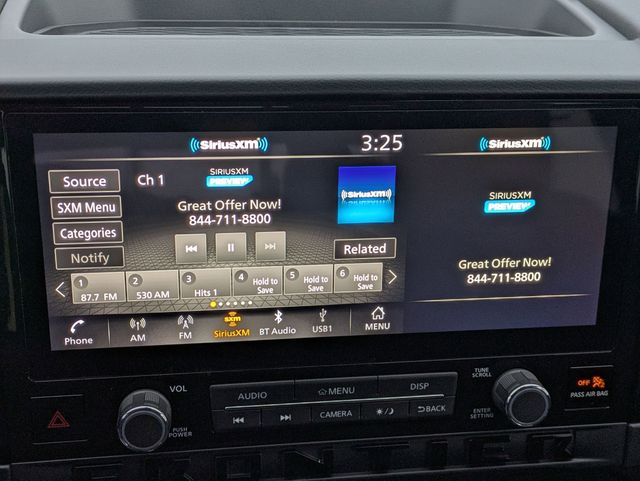 ((SiriusXM))
3:25
((SiriusXM))
Source
Ch 1
SIRIUSXM
PREVIEW
((SiriusXM))
SXM Menu
Great Offer Now!
844-711-8800
Categories
Notify
Related
1 87.7 FM
2 530 AM
3 Hits 1
4 Hold to Save
5 Hold to Save
6 Hold to Save
Phone
AM
FM
SXM
SiriusXM
BT Audio
USB1
MENU
SIRIUSXM
PREVIEW
Great Offer Now!
844-711-8800
VOL
PUSH
POWER
AUDIO
MENU
DISP
CAMERA
BACK
TUNE
SCROLL
ENTER
SETTING
OFF
PASS AIR BAG
FRONTIER